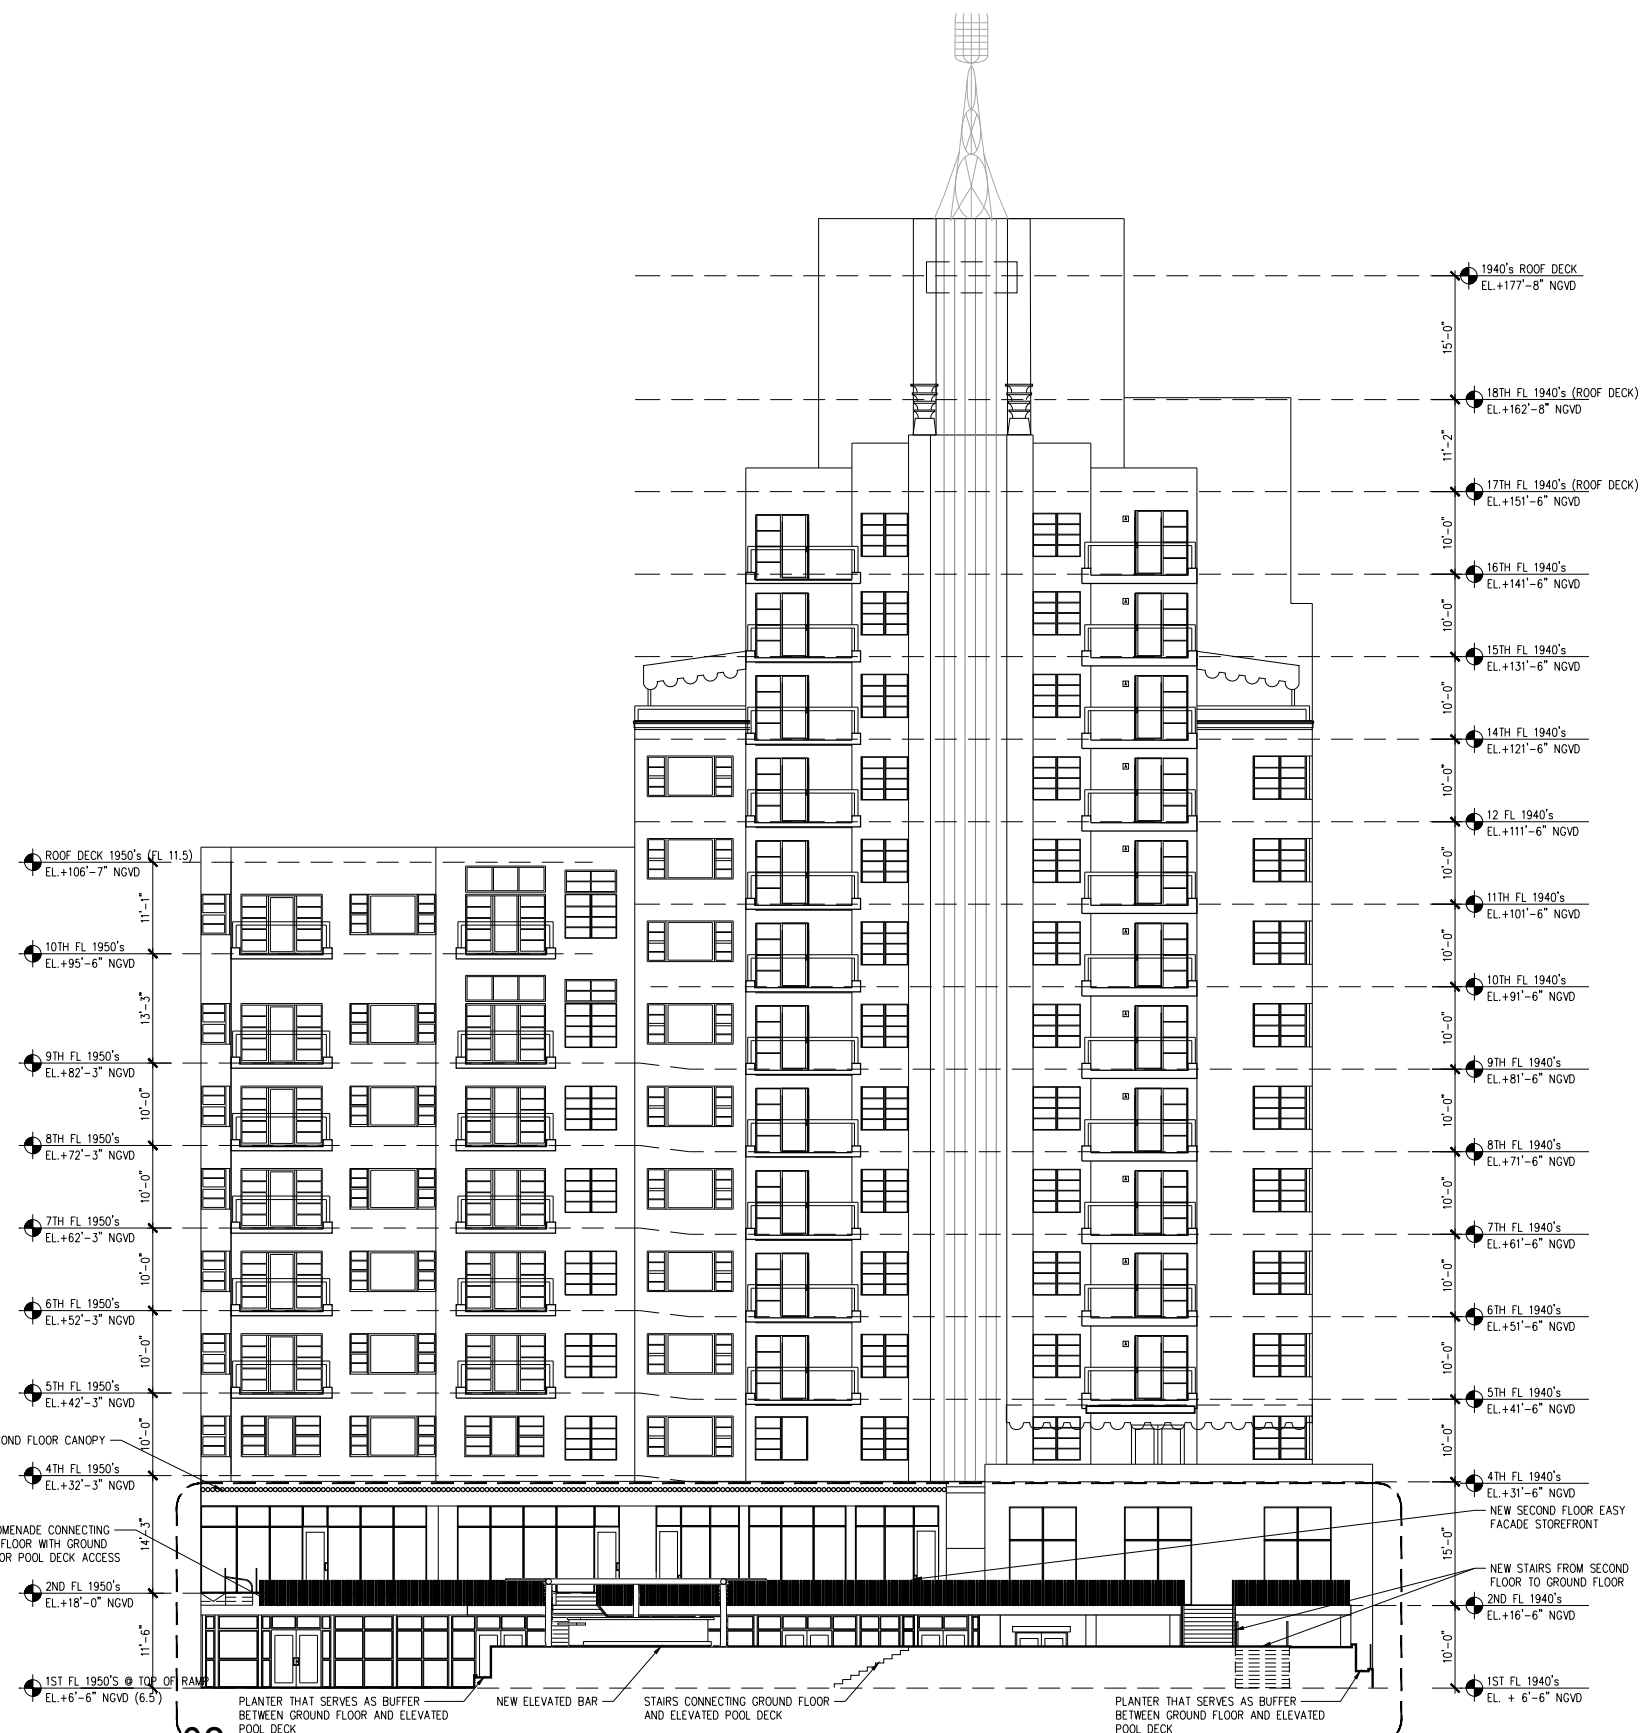 1940's ROOF DECK
EL.+177'-8" NGVD
15'-0"
18TH FL 1940's (ROOF DECK)
EL.+162'-8" NGVD
11'-2"
17TH FL 1940's (ROOF DECK)
EL.+151'-6" NGVD
10'-0"
16TH FL 1940's
EL.+141'-6" NGVD
10'-0"
15TH FL 1940's
EL.+131'-6" NGVD
10'-0"
14TH FL 1940's
EL.+121'-6" NGVD
10'-0"
12 FL 1940's
EL.+111'-6" NGVD
10'-0"
11TH FL 1940's
EL.+101'-6" NGVD
10'-0"
10TH FL 1940's
EL.+91'-6" NGVD
10'-0"
9TH FL 1940's
EL.+81'-6" NGVD
10'-0"
8TH FL 1940's
EL.+71'-6" NGVD
10'-0"
7TH FL 1940's
EL.+61'-6" NGVD
10'-0"
6TH FL 1940's
EL.+51'-6" NGVD
10'-0"
5TH FL 1940's
EL.+41'-6" NGVD
10'-0"
4TH FL 1940's
EL.+31'-6" NGVD
NEW SECOND FLOOR EASY
FACADE STOREFRONT
15'-0"
NEW STAIRS FROM SECOND
FLOOR TO GROUND FLOOR
2ND FL 1940's
EL.+16'-6" NGVD
10'-0"
1ST FL 1940's
EL. + 6'-6" NGVD
ROOF DECK 1950's (FL 11.5)
EL.+106'-7" NGVD
11'-1"
10TH FL 1950's
EL.+95'-6" NGVD
13'-3"
9TH FL 1950's
EL.+82'-3" NGVD
10'-0"
8TH FL 1950's
EL.+72'-3" NGVD
10'-0"
7TH FL 1950's
EL.+62'-3" NGVD
10'-0"
6TH FL 1950's
EL.+52'-3" NGVD
10'-0"
5TH FL 1950's
EL.+42'-3" NGVD
10'-0"
OND FLOOR CANOPY
4TH FL 1950's
EL.+32'-3" NGVD
14'-3"
MENADE CONNECTING
FLOOR WITH GROUND
OR POOL DECK ACCESS
2ND FL 1950's
EL.+18'-0" NGVD
11'-6"
1ST FL 1950'S @ TOP OF RAMP
EL.+6'-6" NGVD (6.5')
PLANTER THAT SERVES AS BUFFER
BETWEEN GROUND FLOOR AND ELEVATED
POOL DECK
NEW ELEVATED BAR
STAIRS CONNECTING GROUND FLOOR
AND ELEVATED POOL DECK
PLANTER THAT SERVES AS BUFFER
BETWEEN GROUND FLOOR AND ELEVATED
POOL DECK